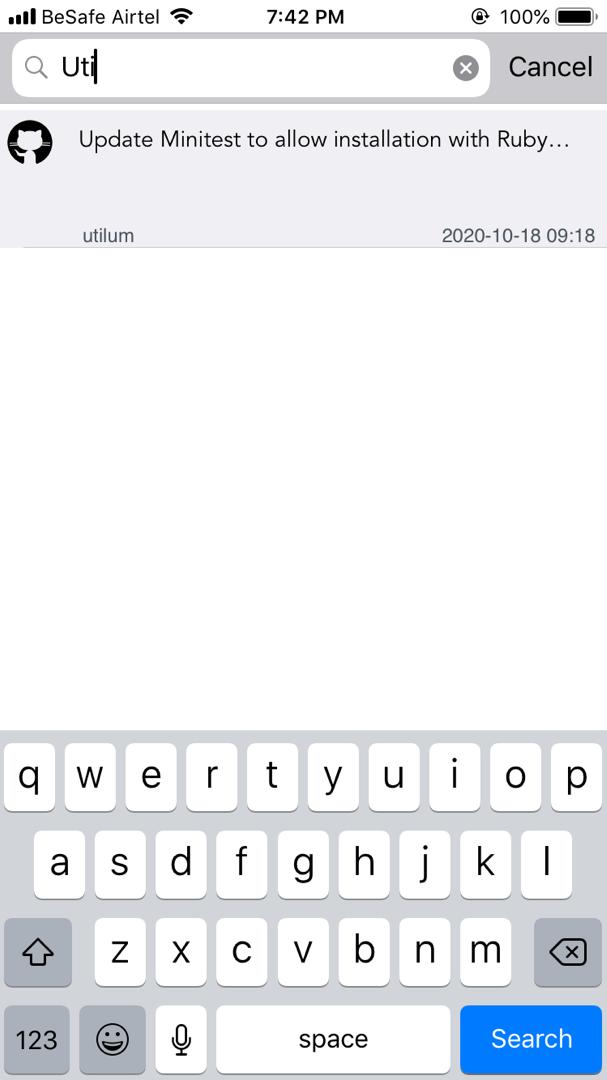 BeSafe Airtel 7:42 PM 100%
Uti Cancel
Update Minitest to allow installation with Ruby…
utilum 2020-10-18 09:18
q w e r t y u i o p
a s d f g h j k l
z x c v b n m
123 space Search